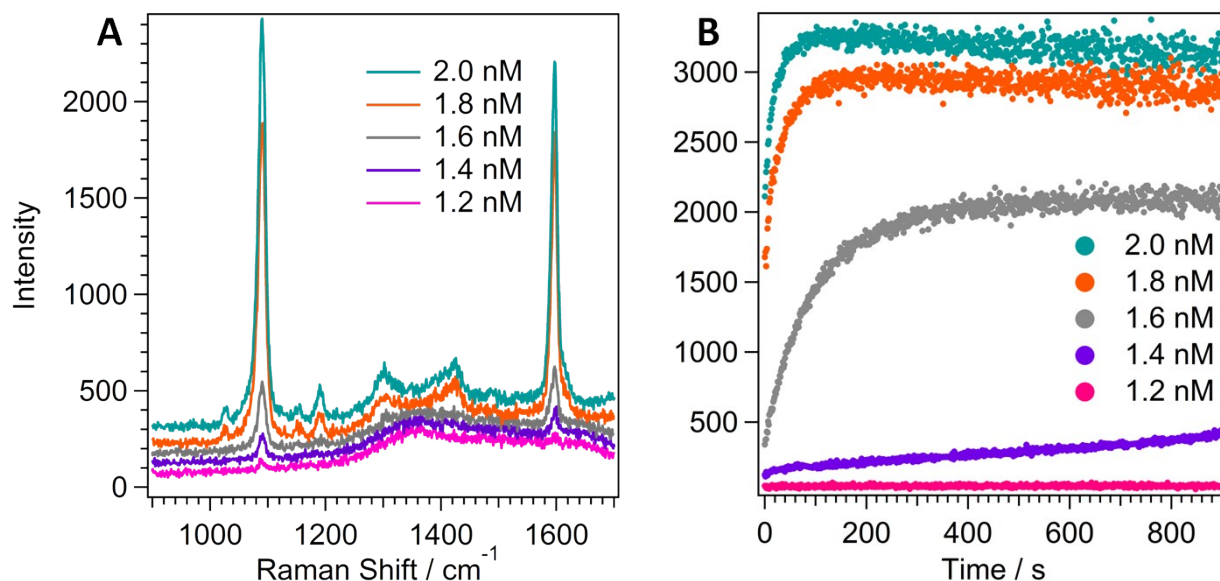 A
2.0 nM
1.8 nM
1.6 nM
1.4 nM
1.2 nM
2000
1500
1000
500
0
Intensity
1000 1200 1400 1600
Raman Shift / cm⁻¹
B
3000
2500
2000
1500
1000
500
2.0 nM
1.8 nM
1.6 nM
1.4 nM
1.2 nM
0 200 400 600 800
Time / s